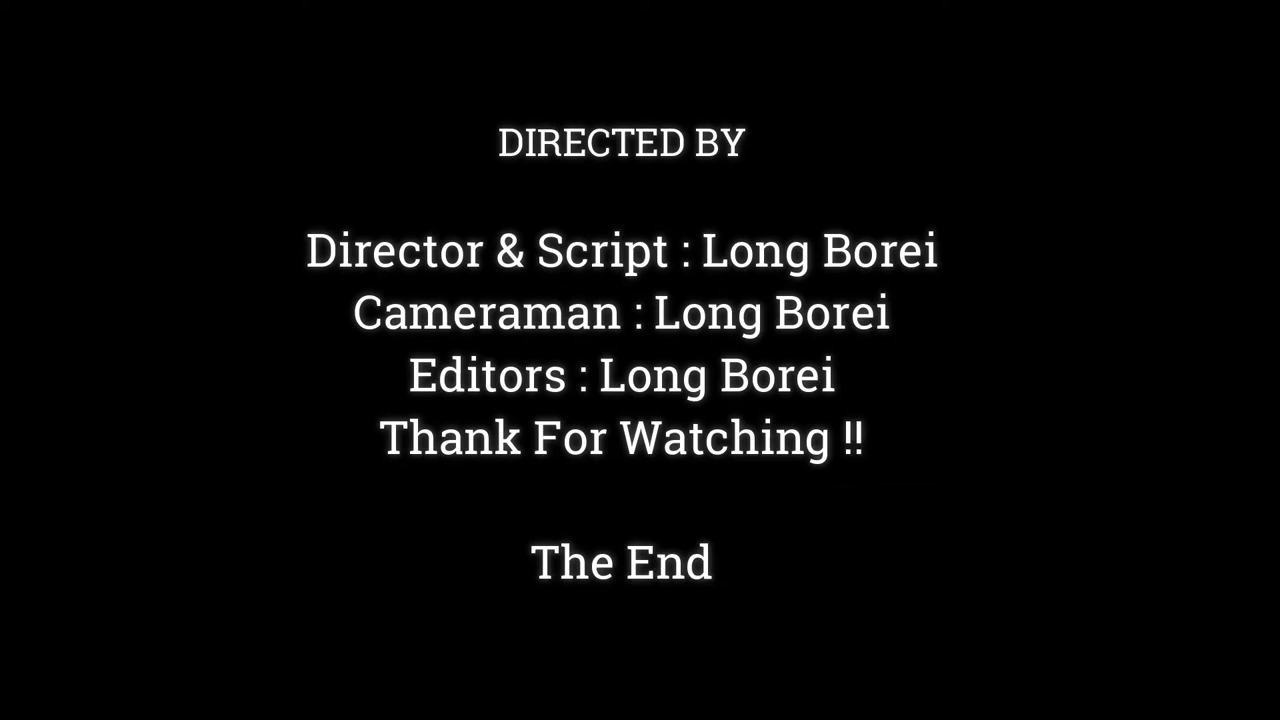 DIRECTED BY
Director & Script : Long Borei
Cameraman : Long Borei
Editors : Long Borei
Thank For Watching !!
The End